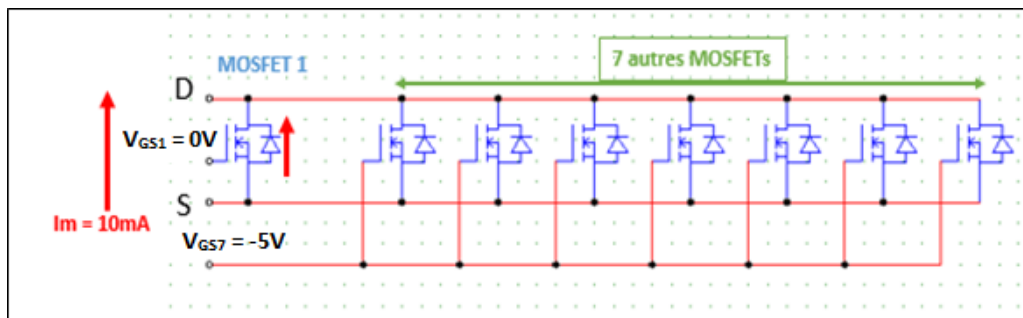 7 autres MOSFETs
MOSFET 1
D
VGS1 = 0V
S
Im = 10mA
VGS7 = -5V